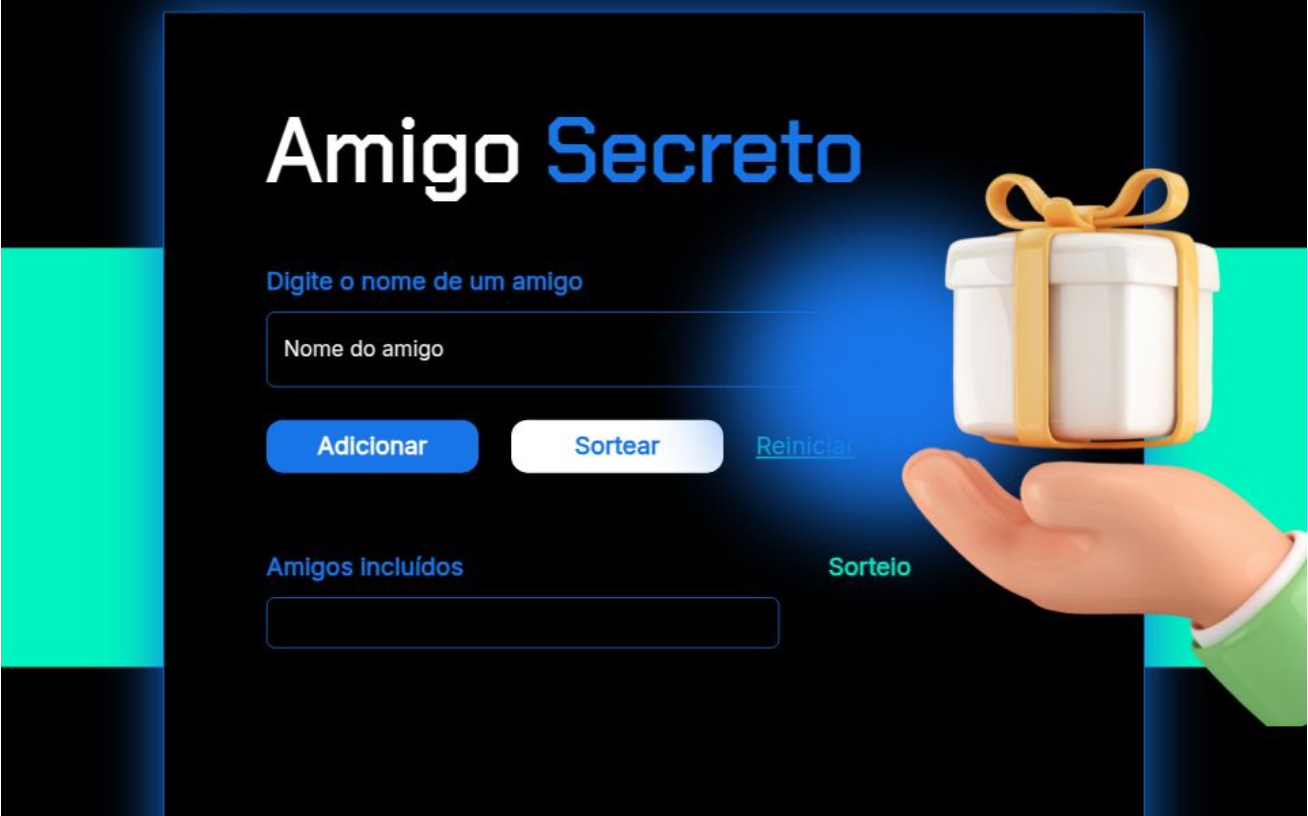 Amigo Secreto
Digite o nome de um amigo
Nome do amigo
Adicionar Sortear Reiniciar
Amigos incluídos Sorteio